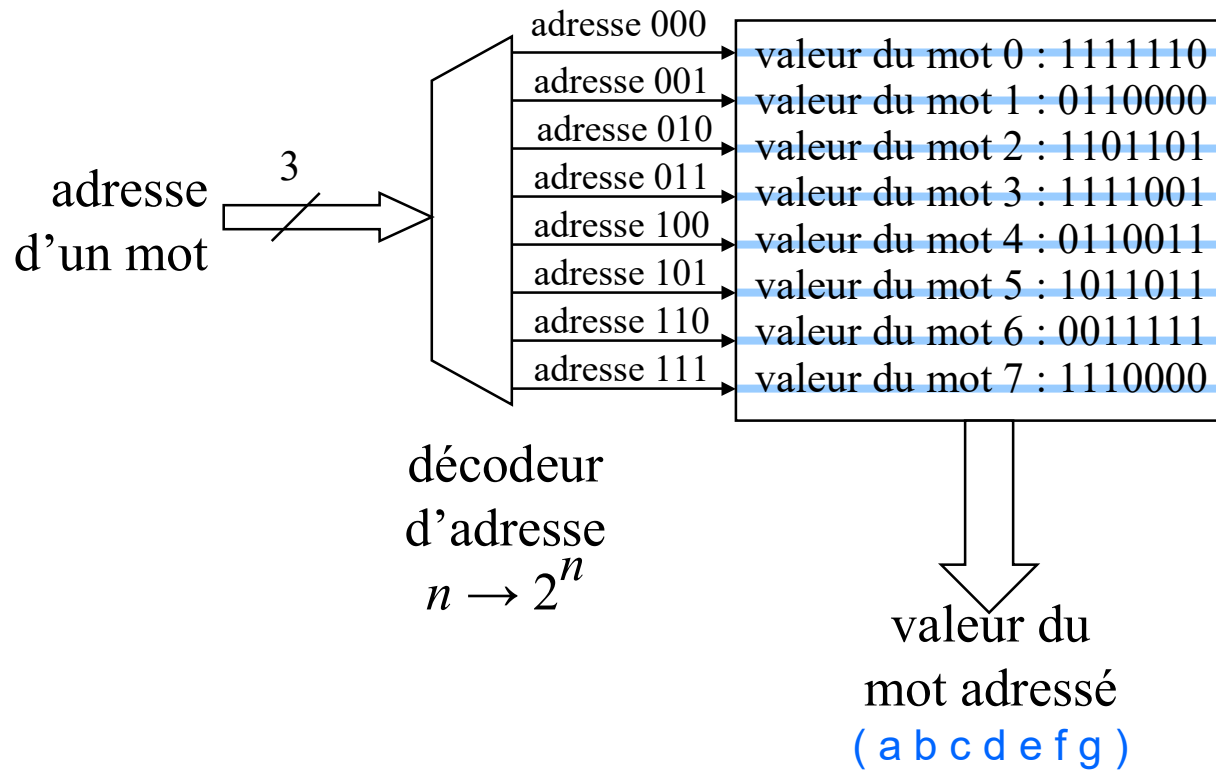 adresse 000
valeur du mot 0 : 1111110
adresse 001
valeur du mot 1 : 0110000
adresse 010
valeur du mot 2 : 1101101
adresse 011
valeur du mot 3 : 1111001
adresse 100
valeur du mot 4 : 0110011
adresse 101
valeur du mot 5 : 1011011
adresse 110
valeur du mot 6 : 0011111
adresse 111
valeur du mot 7 : 1110000
3
adresse
d’un mot
décodeur
d’adresse
n → 2^n
valeur du
mot adressé
( a b c d e f g )